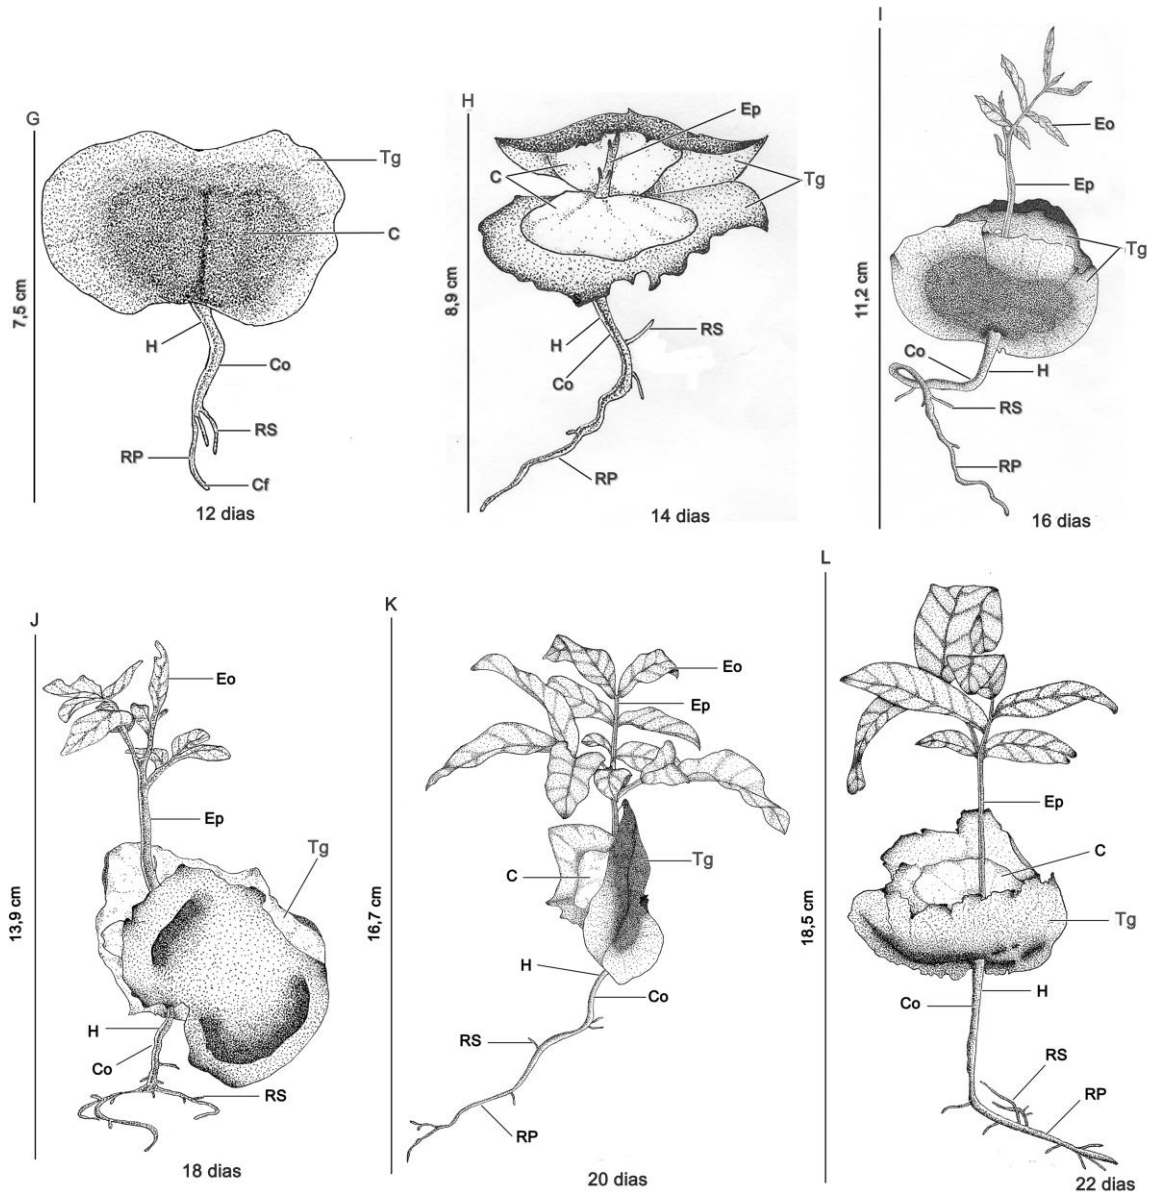 G
Tg
C
7,5 cm
H
Co
RS
RP
Cf
12 dias
H
Ep
C
Tg
8,9 cm
RS
H
Co
RP
14 dias
I
Eo
Ep
Tg
11,2 cm
Co
H
RS
RP
16 dias
J
Eo
Ep
Tg
13,9 cm
H
Co
RS
18 dias
K
Eo
Ep
Tg
C
16,7 cm
H
Co
RS
RP
20 dias
L
Ep
C
Tg
18,5 cm
H
Co
RS
RP
22 dias